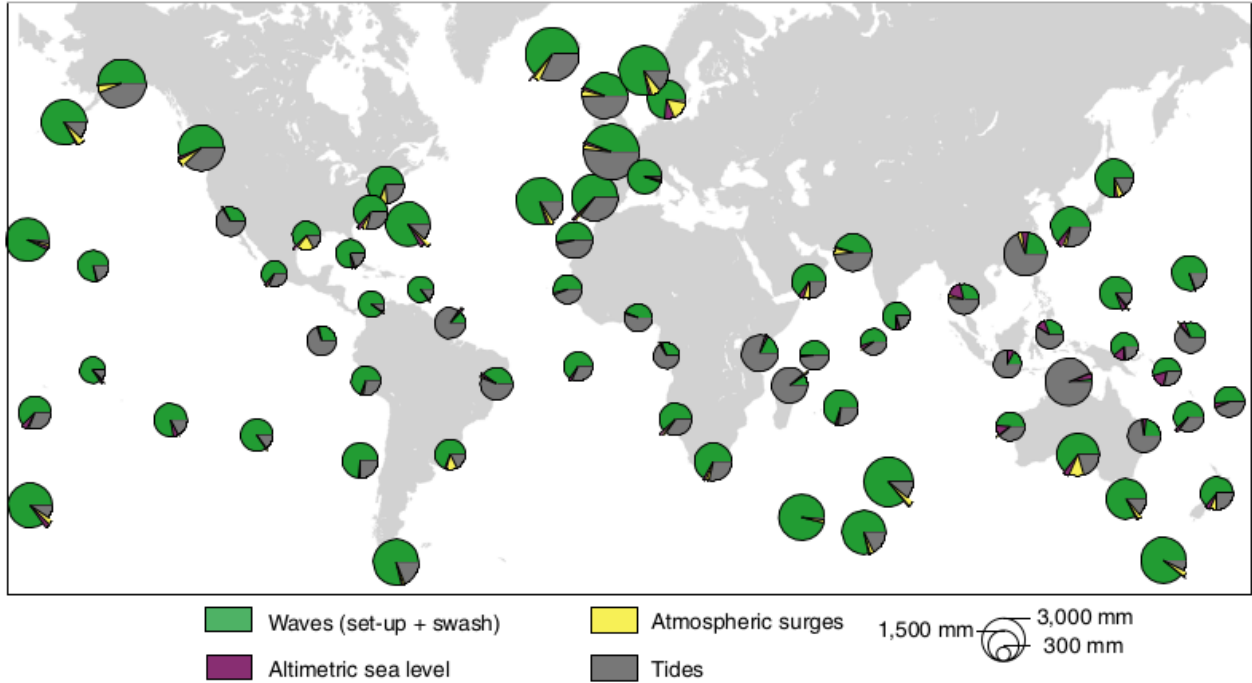 Waves (set-up + swash)
Atmospheric surges
1,500 mm
3,000 mm
300 mm
Altimetric sea level
Tides